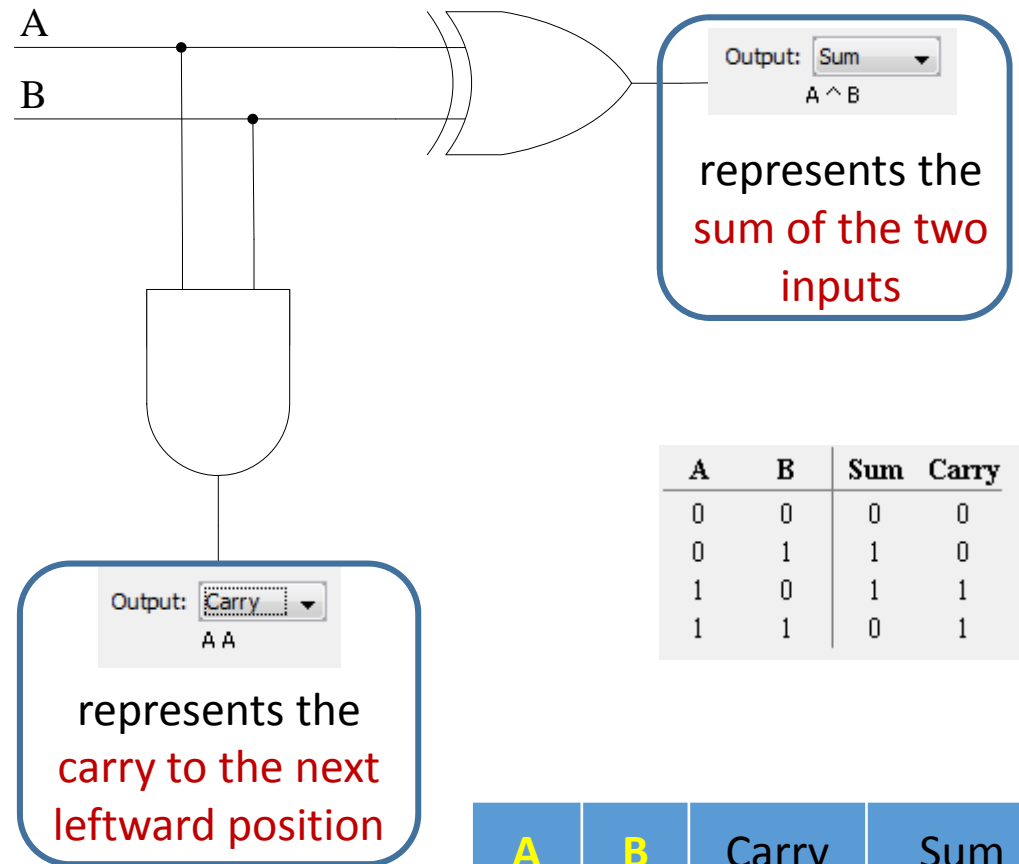 A
B
Output: Sum
A ^ B
represents the
sum of the two
inputs
A B Sum Carry
0 0 0 0
0 1 1 0
1 0 1 1
1 1 0 1
Output: Carry
A A
represents the
carry to the next
leftward position
A B Carry Sum